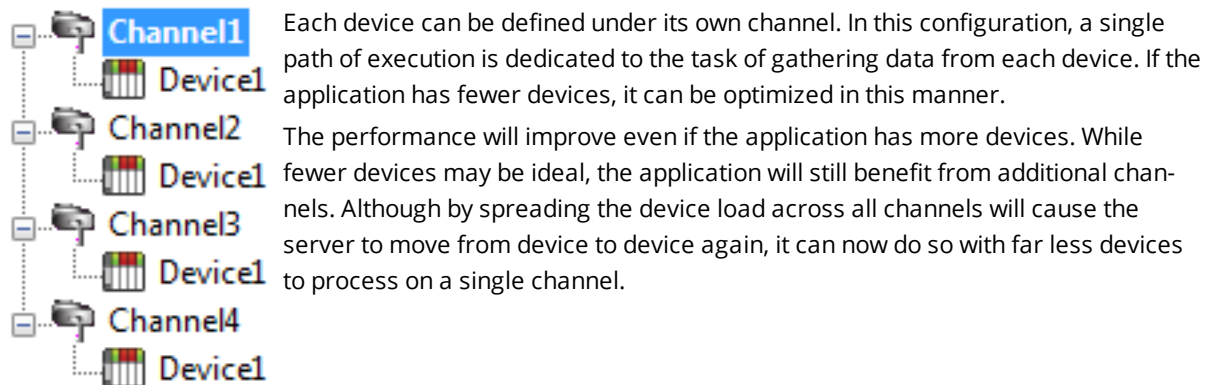 Channel1
Device1
Channel2
Device1
Channel3
Device1
Channel4
Device1
Each device can be defined under its own channel. In this configuration, a single
path of execution is dedicated to the task of gathering data from each device. If the
application has fewer devices, it can be optimized in this manner.
The performance will improve even if the application has more devices. While
fewer devices may be ideal, the application will still benefit from additional chan-
nels. Although by spreading the device load across all channels will cause the
server to move from device to device again, it can now do so with far less devices
to process on a single channel.